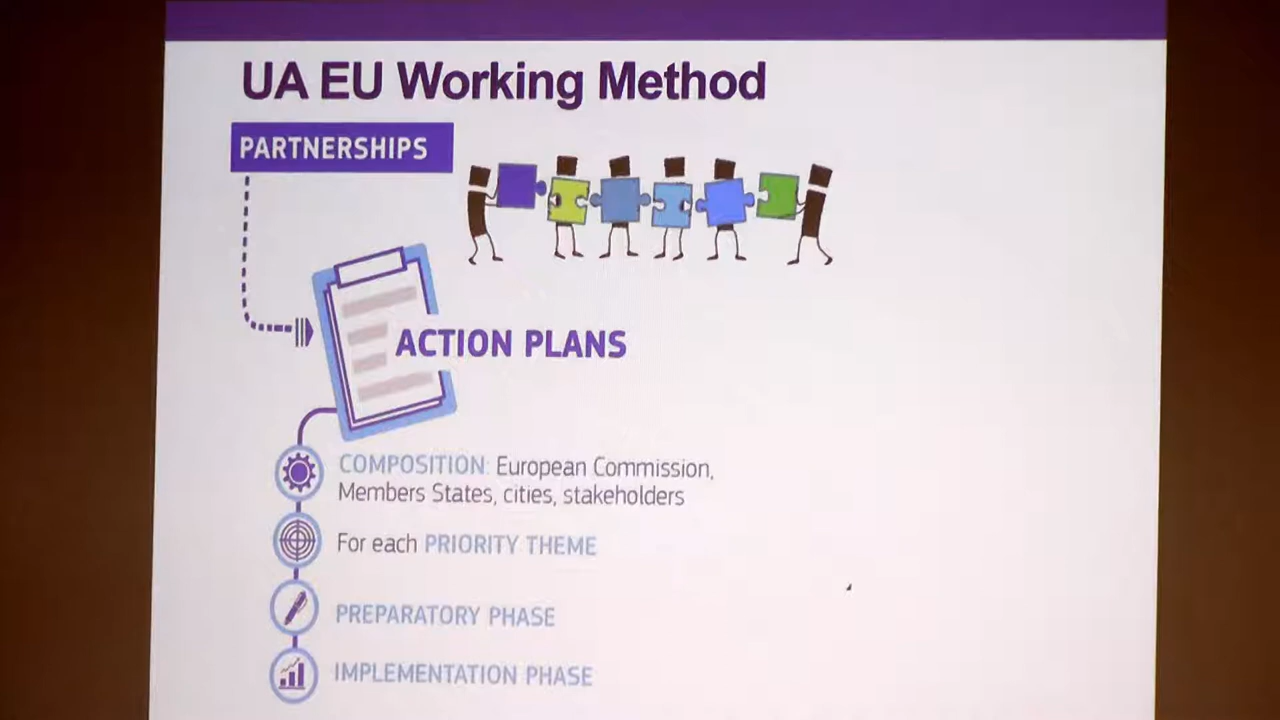 UA EU Working Method
PARTNERSHIPS
ACTION PLANS
COMPOSITION: European Commission,
Members States, cities, stakeholders
For each PRIORITY THEME
PREPARATORY PHASE
IMPLEMENTATION PHASE